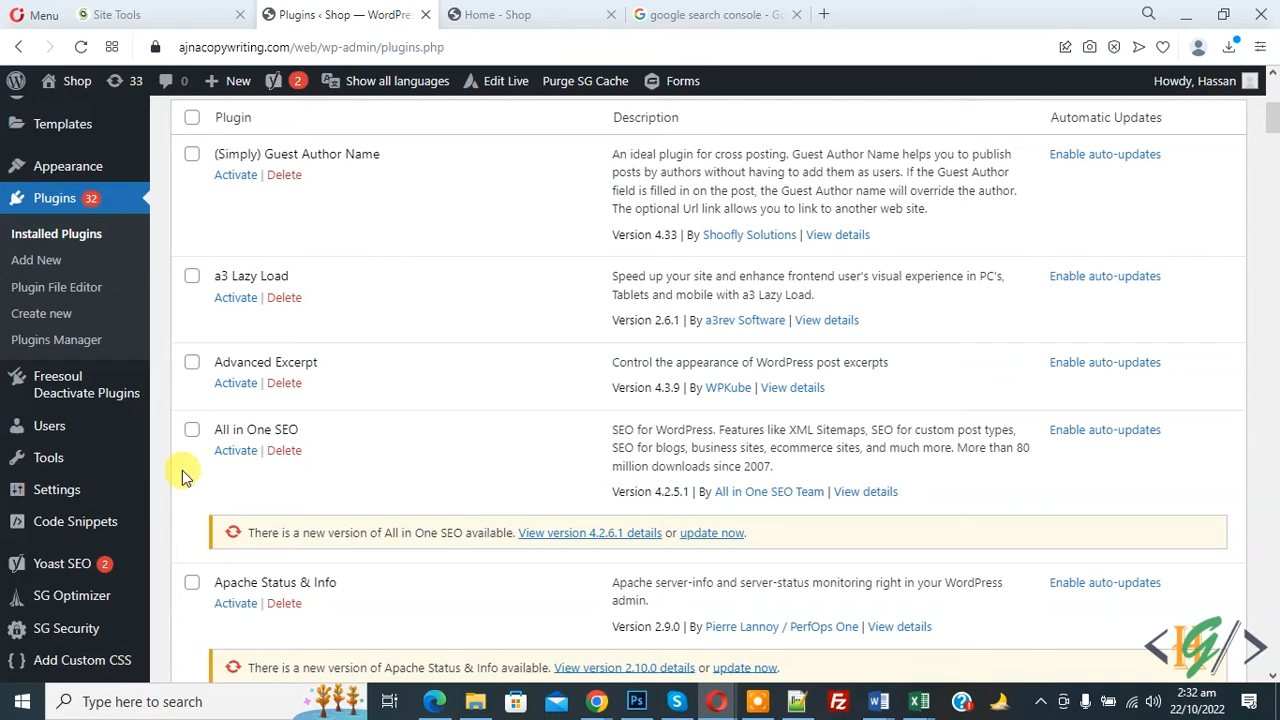 Menu
Site Tools
Plugins ‹ Shop — WordPre
Home - Shop
google search console - Go
ajnacopywriting.com/web/wp-admin/plugins.php
Shop
33
0
New
2
Show all languages
Edit Live
Purge SG Cache
Forms
Howdy, Hassan
Templates
Appearance
Plugins 32
Installed Plugins
Add New
Plugin File Editor
Create new
Plugins Manager
Freesoul
Deactivate Plugins
Users
Tools
Settings
Code Snippets
Yoast SEO 2
SG Optimizer
SG Security
Add Custom CSS
Plugin
Description
Automatic Updates
(Simply) Guest Author Name
Activate | Delete
An ideal plugin for cross posting. Guest Author Name helps you to publish
posts by authors without having to add them as users. If the Guest Author
field is filled in on the post, the Guest Author name will override the author.
The optional Url link allows you to link to another web site.
Version 4.33 | By Shoofly Solutions | View details
Enable auto-updates
a3 Lazy Load
Activate | Delete
Speed up your site and enhance frontend user's visual experience in PC's,
Tablets and mobile with a3 Lazy Load.
Version 2.6.1 | By a3rev Software | View details
Enable auto-updates
Advanced Excerpt
Activate | Delete
Control the appearance of WordPress post excerpts
Version 4.3.9 | By WPKube | View details
Enable auto-updates
All in One SEO
Activate | Delete
SEO for WordPress. Features like XML Sitemaps, SEO for custom post types,
SEO for blogs, business sites, ecommerce sites, and much more. More than 80
million downloads since 2007.
Version 4.2.5.1 | By All in One SEO Team | View details
Enable auto-updates
There is a new version of All in One SEO available. View version 4.2.6.1 details or update now.
Apache Status & Info
Activate | Delete
Apache server-info and server-status monitoring right in your WordPress
admin.
Version 2.9.0 | By Pierre Lannoy / PerfOps One | View details
Enable auto-updates
There is a new version of Apache Status & Info available. View version 2.10.0 details or update now.
Type here to search
2:32 am
22/10/2022